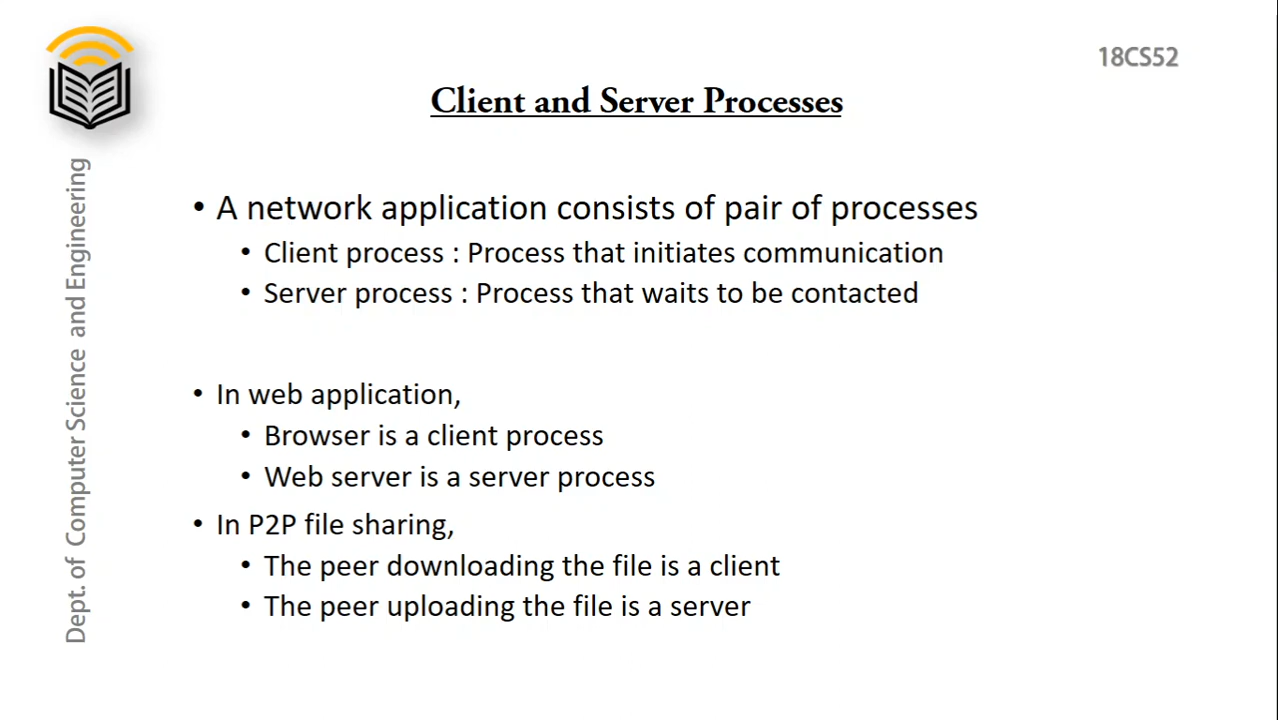 18CS52
Client and Server Processes
• A network application consists of pair of processes
• Client process : Process that initiates communication
• Server process : Process that waits to be contacted
• In web application,
• Browser is a client process
• Web server is a server process
• In P2P file sharing,
• The peer downloading the file is a client
• The peer uploading the file is a server
Dept. of Computer Science and Engineering